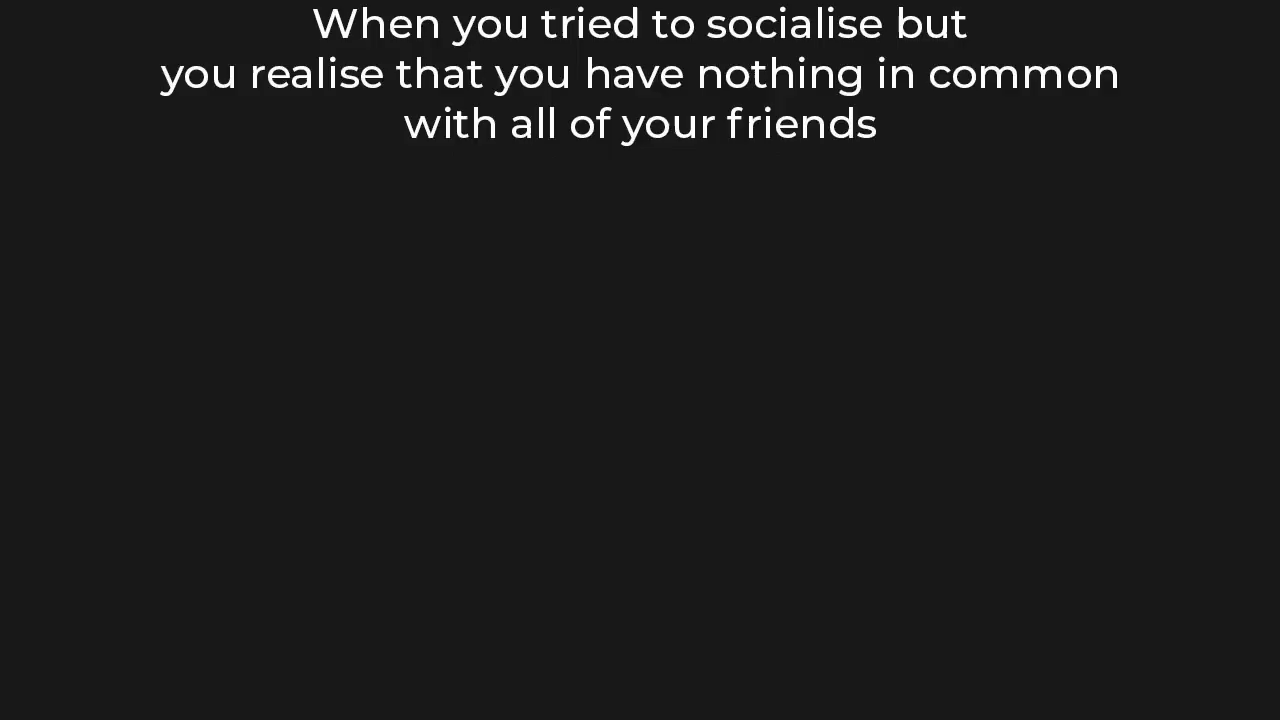 When you tried to socialise but
you realise that you have nothing in common
with all of your friends